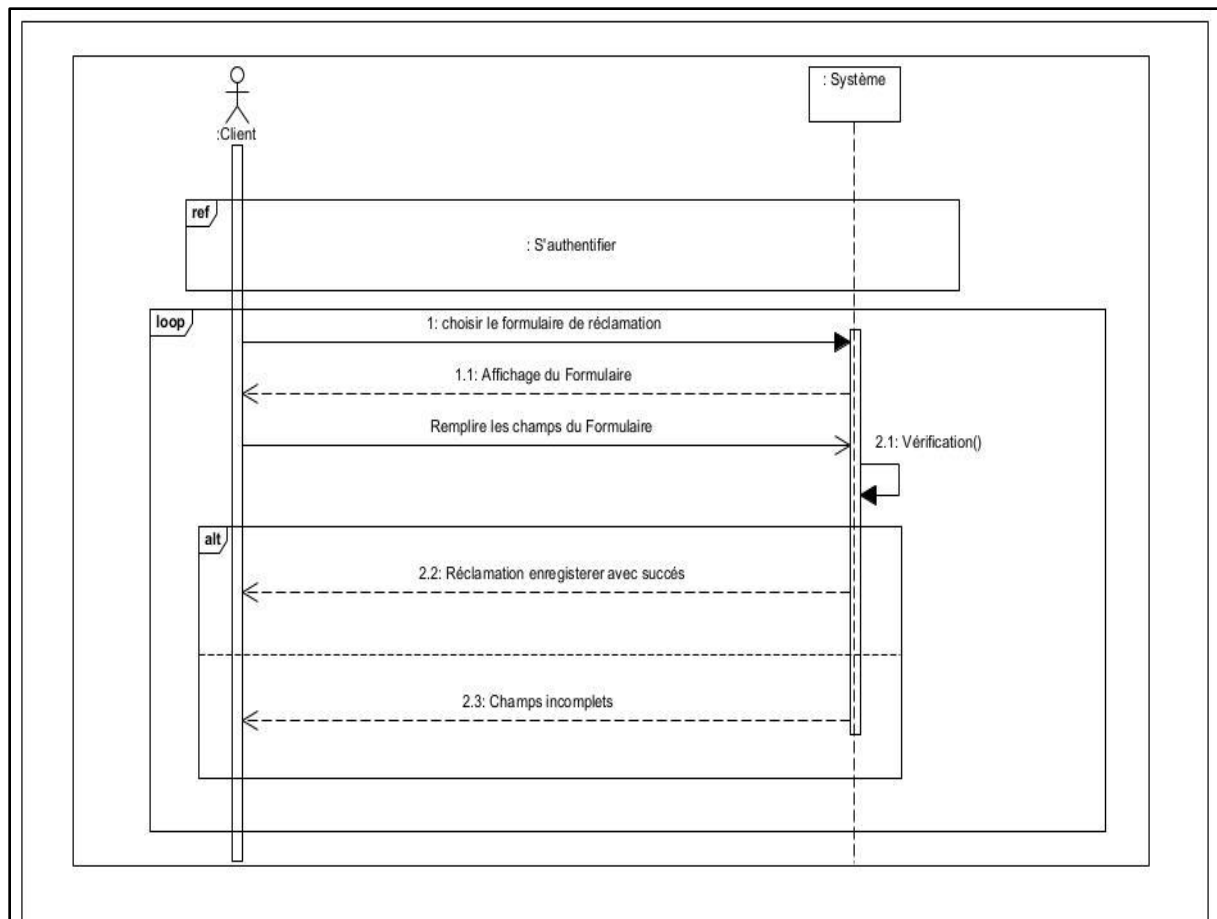 : Système
:Client
ref
: S'authentifier
loop
1: choisir le formulaire de réclamation
1.1: Affichage du Formulaire
Remplire les champs du Formulaire
2.1: Vérification()
alt
2.2: Réclamation enregisterer avec succés
2.3: Champs incomplets